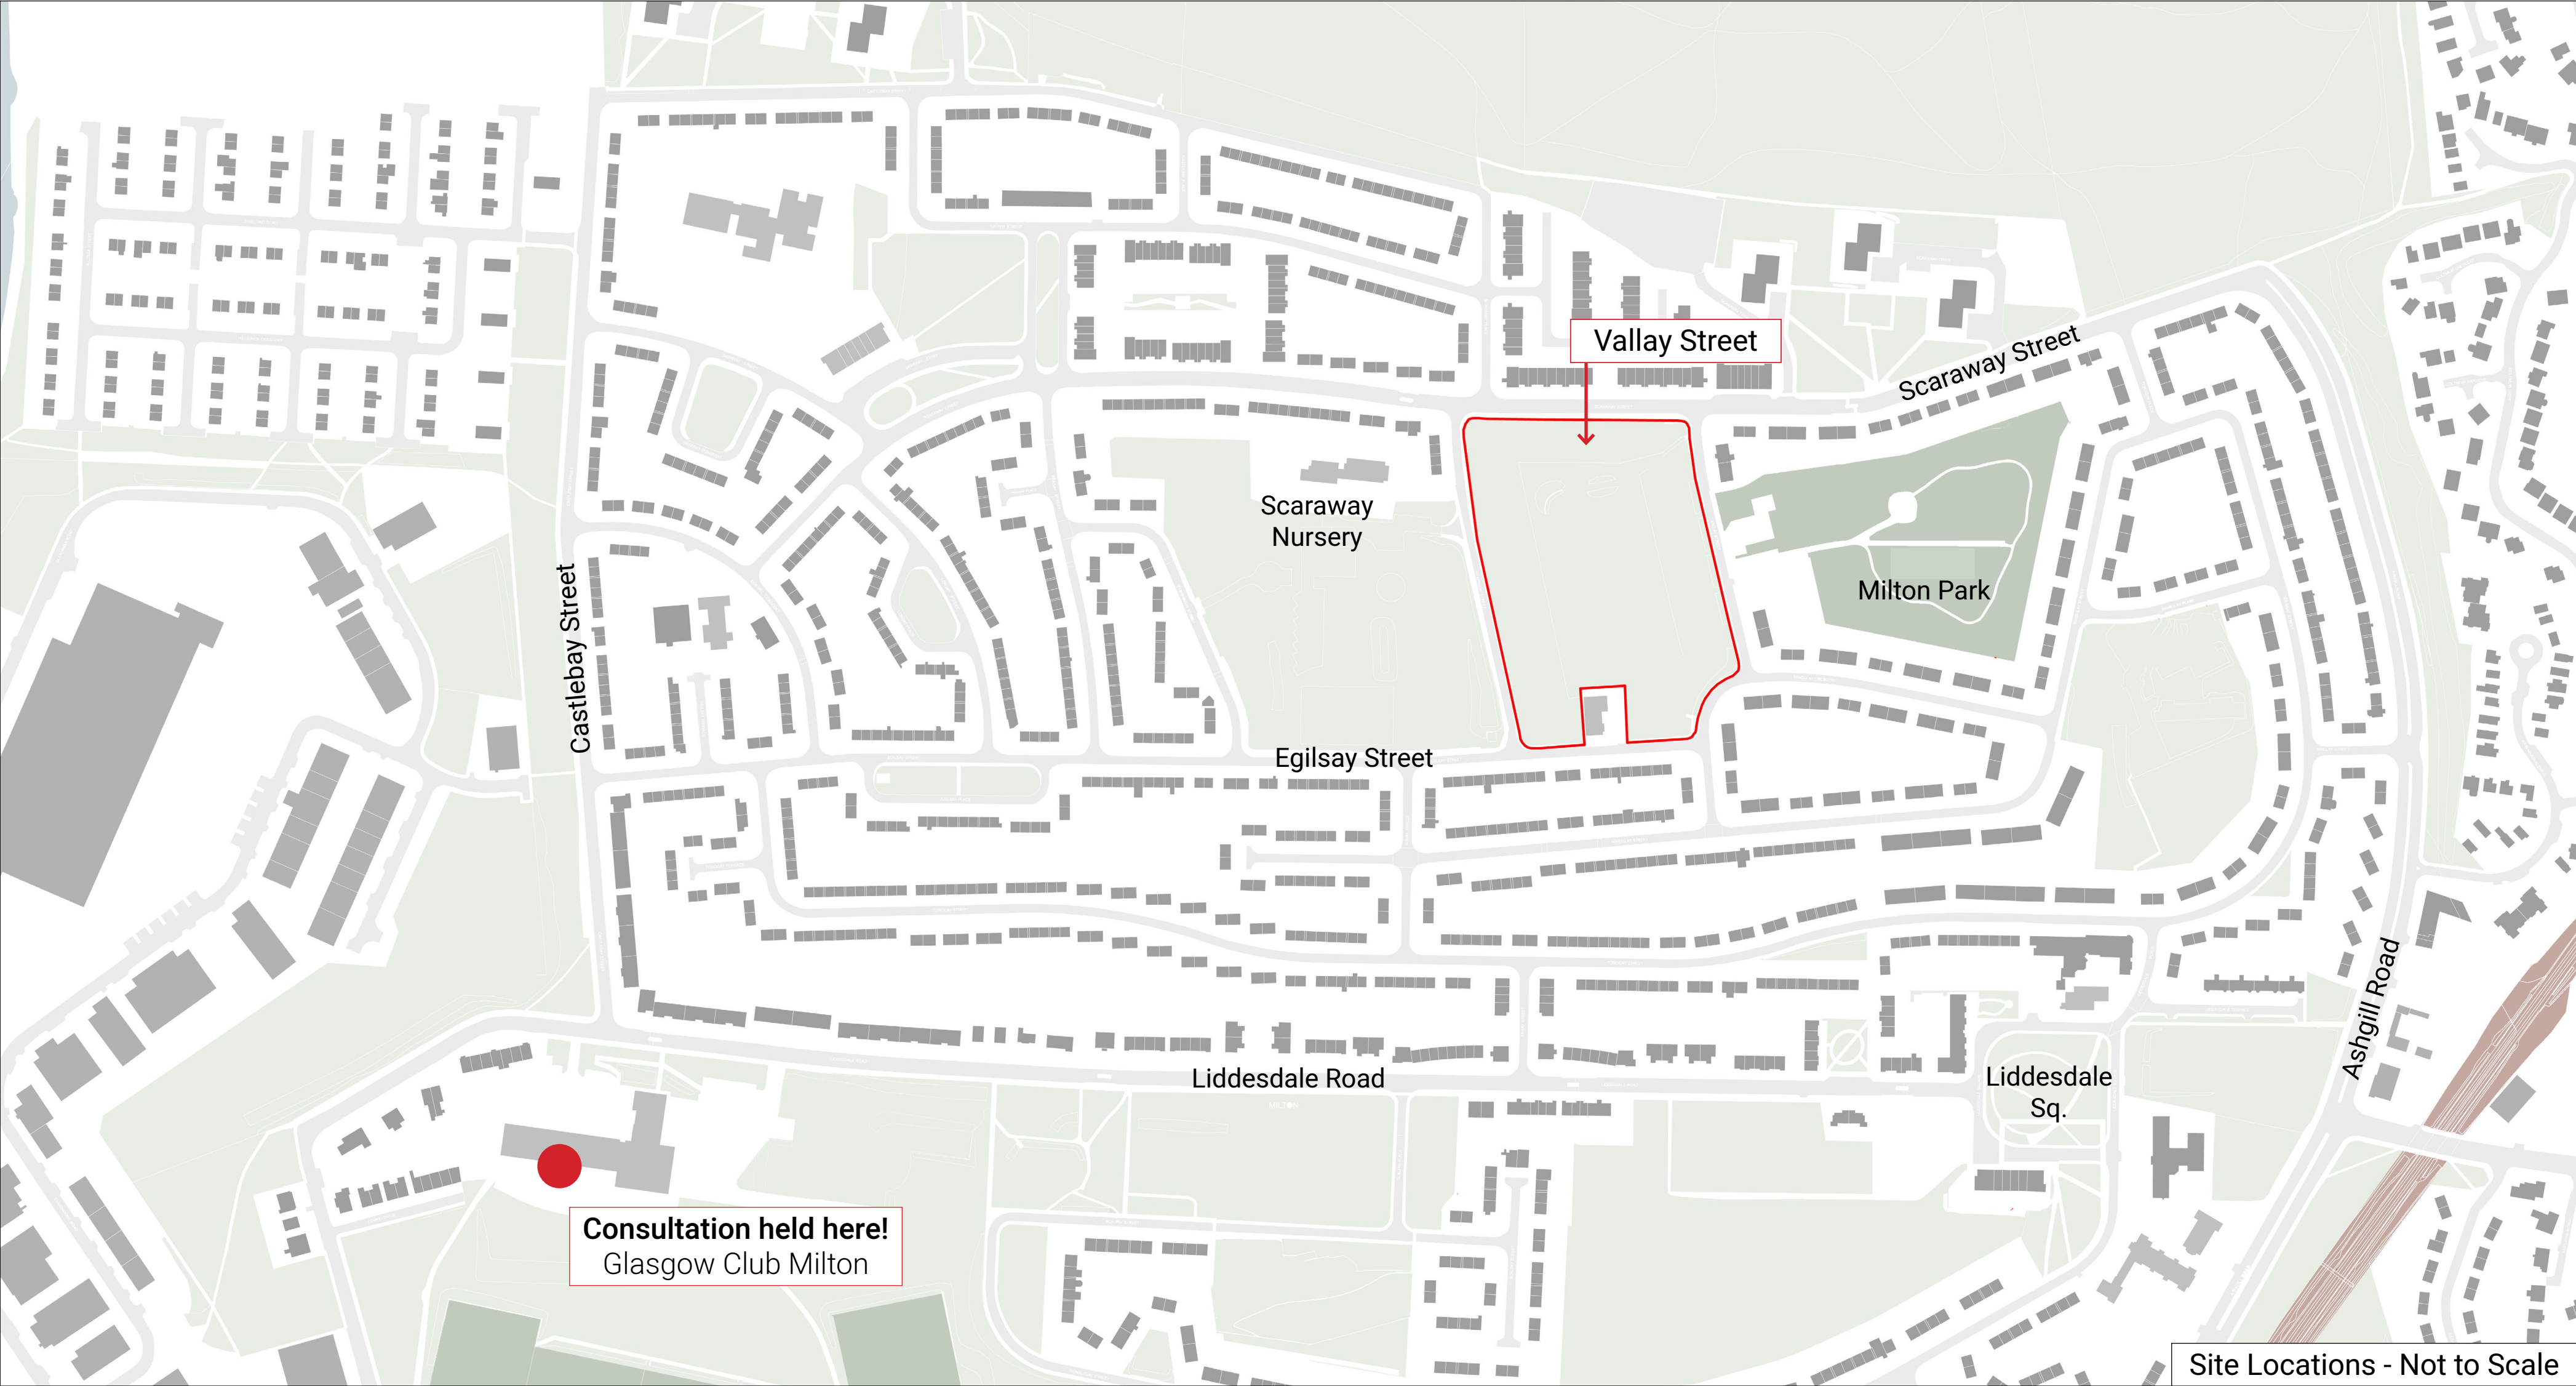 Vallay Street
Scaraway Street
Scaraway
Nursery
Milton Park
Castlebay Street
Egilsay Street
Ashgill Road
Liddesdale Road
Liddesdale
Sq.
MILTON
Consultation held here!
Glasgow Club Milton
Site Locations - Not to Scale